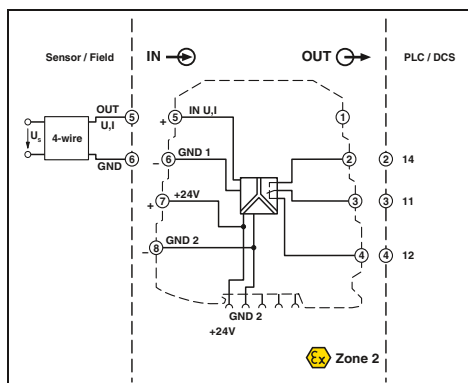 Sensor / Field
IN
OUT
PLC / DCS
OUT
U,I
5
5
+
IN U,I
1
Us
4-wire
GND
6
6
–
GND 1
2
2
14
7
+
+24V
3
3
11
8
–
GND 2
4
4
12
GND 2
+24V
Ex
Zone 2